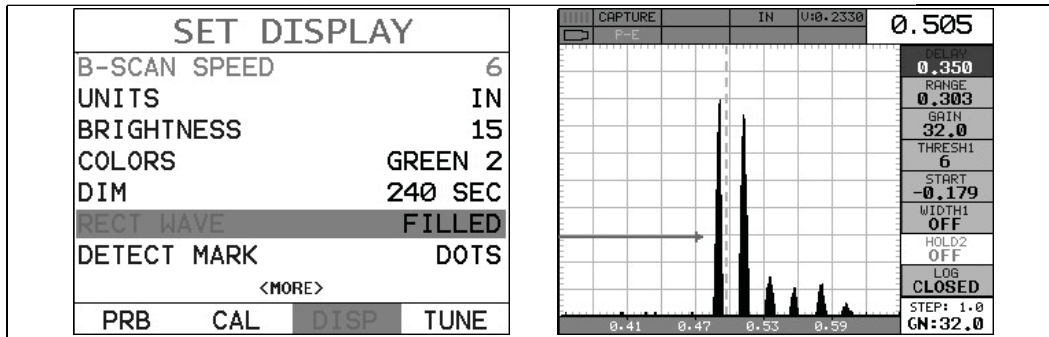 SET DISPLAY
B-SCAN SPEED 6
UNITS IN
BRIGHTNESS 15
COLORS GREEN 2
DIM 240 SEC
RECT WAVE FILLED
DETECT MARK DOTS
<MORE>
PRB CAL DISP TUNE
CAPTURE IN V:0.2330 0.505
P-E
DELAY
0.350
RANGE
0.303
GAIN
32.0
THRESH1
6
START
-0.179
WIDTH1
OFF
HOLD2
OFF
LOG
CLOSED
STEP: 1.0
GN:32.0
0.41 0.47 0.53 0.59